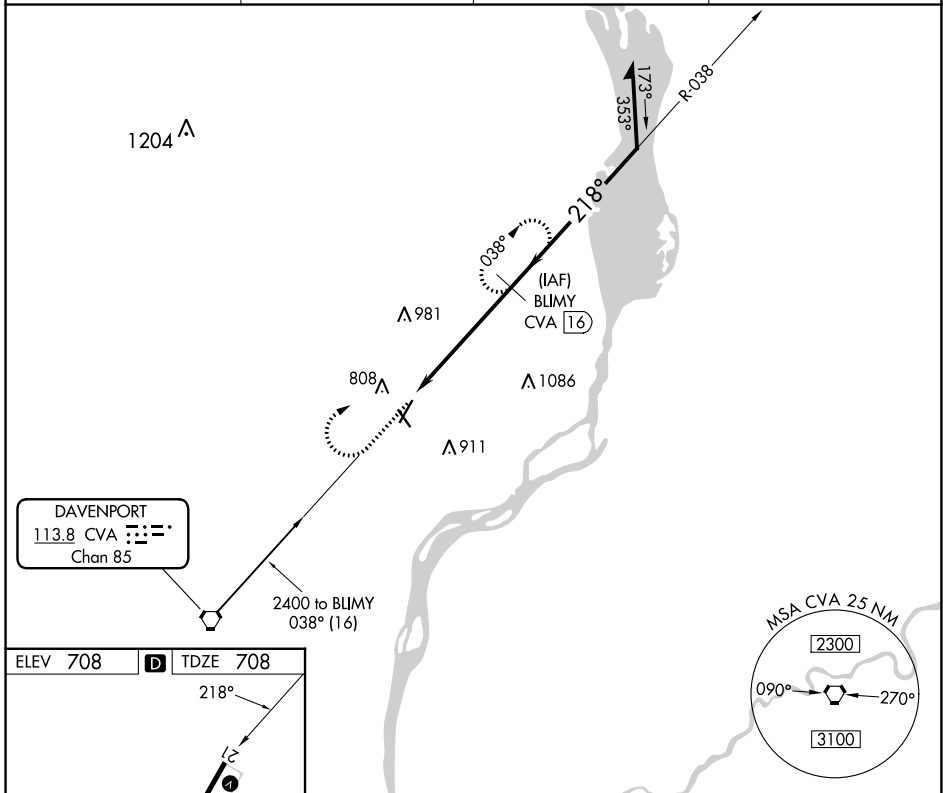 173°
353°
R-038
1204
218°
038°
(IAF)
BLIMY
CVA 16
981
808
1086
911
DAVENPORT
113.8 CVA
Chan 85
2400 to BLIMY
038° (16)
MSA CVA 25 NM
2300
090°
270°
3100
ELEV 708 D TDZE 708
218°
21
V